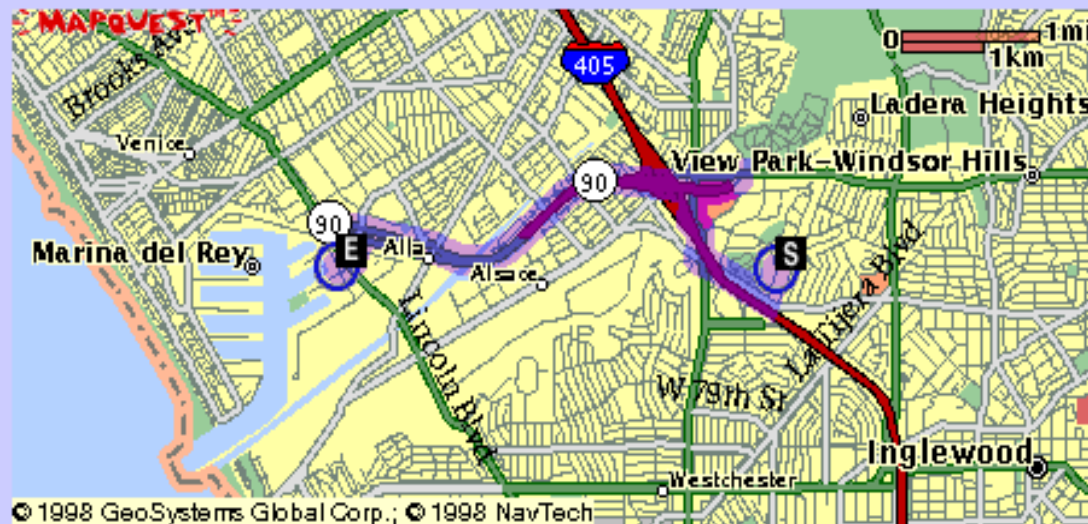 MAPQUEST™
0 1mi
1km
405
Brooks Ave
Ladera Heights
Venice
View Park-Windsor Hills
90
90
Marina del Rey
E
Alla
S
Alsace
Lincoln Blvd
La Tijera Blvd
W 79th St
Inglewood
Westchester
© 1998 GeoSystems Global Corp.; © 1998 NavTech